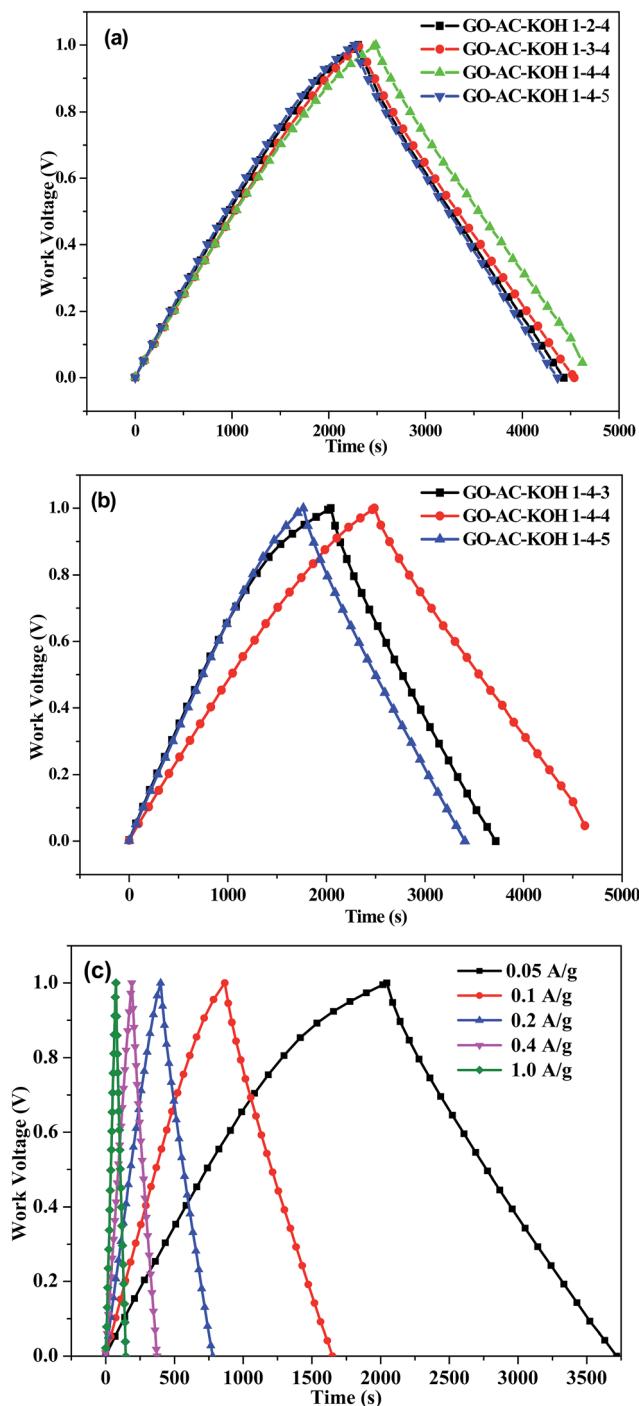 (a)
GO-AC-KOH 1-2-4
GO-AC-KOH 1-3-4
GO-AC-KOH 1-4-4
GO-AC-KOH 1-4-5
1.0
0.8
0.6
0.4
0.2
0.0
Work Voltage (V)
0 1000 2000 3000 4000 5000
Time (s)
(b)
GO-AC-KOH 1-4-3
GO-AC-KOH 1-4-4
GO-AC-KOH 1-4-5
1.0
0.8
0.6
0.4
0.2
0.0
Work Voltage (V)
0 1000 2000 3000 4000 5000
Time (s)
(c)
0.05 A/g
0.1 A/g
0.2 A/g
0.4 A/g
1.0 A/g
1.0
0.8
0.6
0.4
0.2
0.0
Work Voltage (V)
0 500 1000 1500 2000 2500 3000 3500
Time (s)